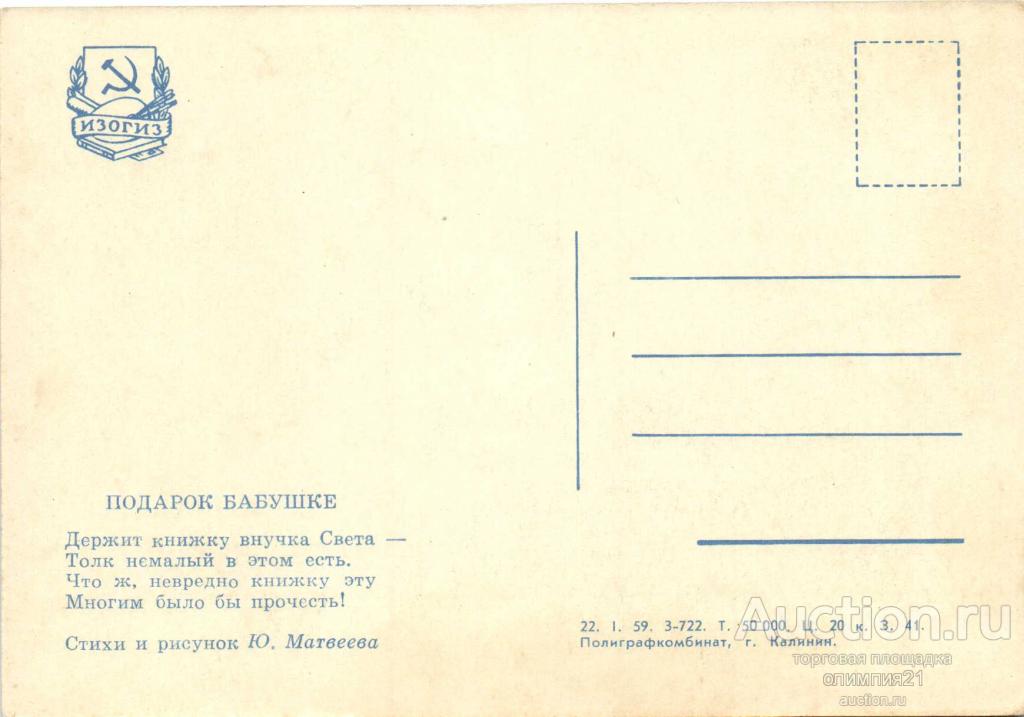 ИЗОГИЗ
ПОДАРОК БАБУШКЕ
Держит книжку внучка Света —
Толк немалый в этом есть.
Что ж, невредно книжку эту
Многим было бы прочесть!
Стихи и рисунок Ю. Матвеева
22. I. 59. З-722. Т. 50.000. Ц. 20 к. З. 41.
Полиграфкомбинат, г. Калинин.
Auction.ru
торговая площадка
олимпия21
auction.ru